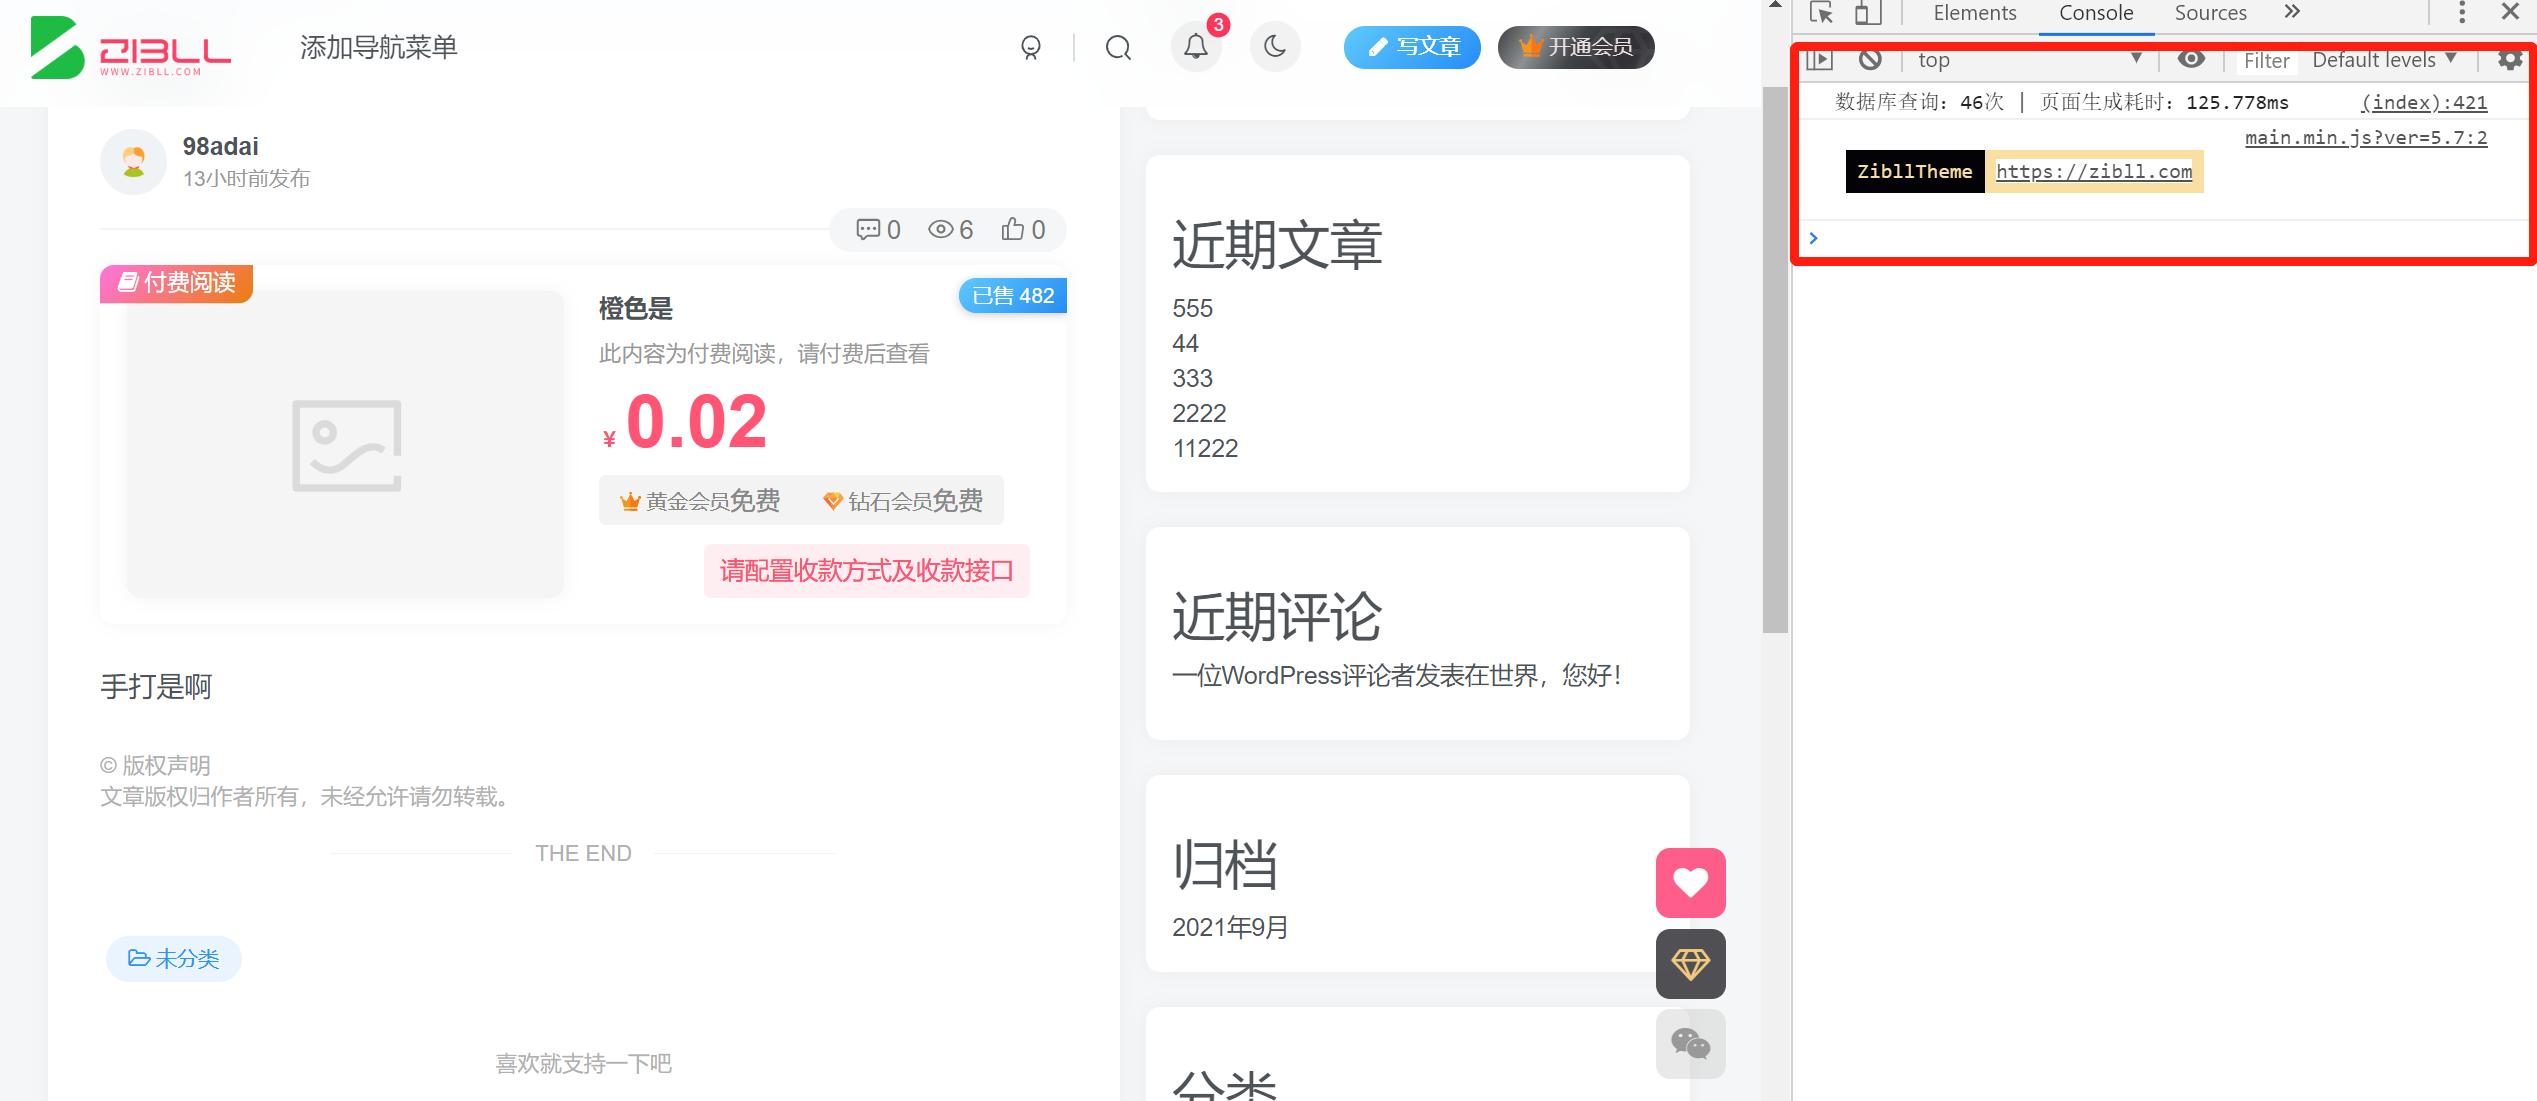 ZIBLL
WWW.ZIBLL.COM
添加导航菜单
3
写文章
开通会员
98adai
13小时前发布
0 6 0
付费阅读
橙色是
已售 482
此内容为付费阅读，请付费后查看
¥ 0.02
黄金会员免费 钻石会员免费
请配置收款方式及收款接口
手打是啊
© 版权声明
文章版权归作者所有，未经允许请勿转载。
THE END
未分类
喜欢就支持一下吧
近期文章
555
44
333
2222
11222
近期评论
一位WordPress评论者发表在世界，您好！
归档
2021年9月
分类
Elements Console Sources »
top Filter Default levels ▼
数据库查询：46次 | 页面生成耗时：125.778ms (index):421
main.min.js?ver=5.7:2
ZibllTheme https://zibll.com